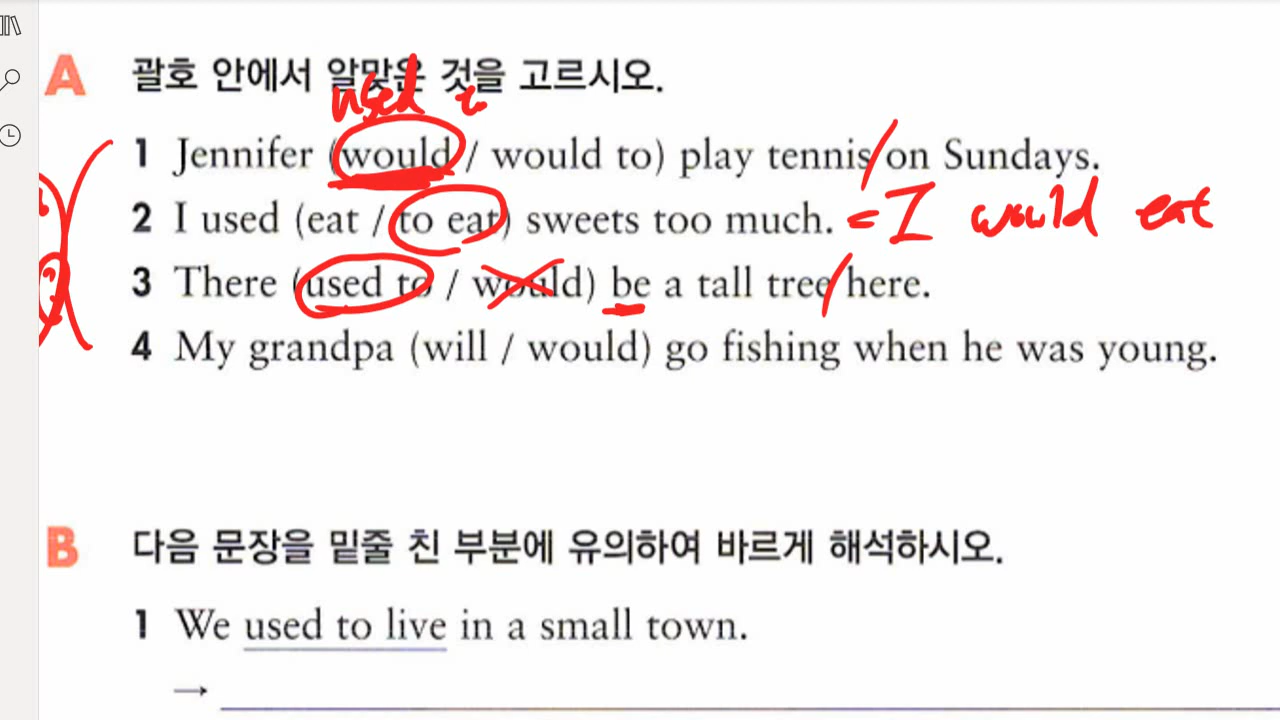 A 괄호 안에서 알맞은 것을 고르시오.
used to
1 Jennifer (would / would to) play tennis / on Sundays.
2 I used (eat / to eat) sweets too much. = I would eat
3 There (used to / would) be a tall tree / here.
4 My grandpa (will / would) go fishing when he was young.
B 다음 문장을 밑줄 친 부분에 유의하여 바르게 해석하시오.
1 We used to live in a small town.
→